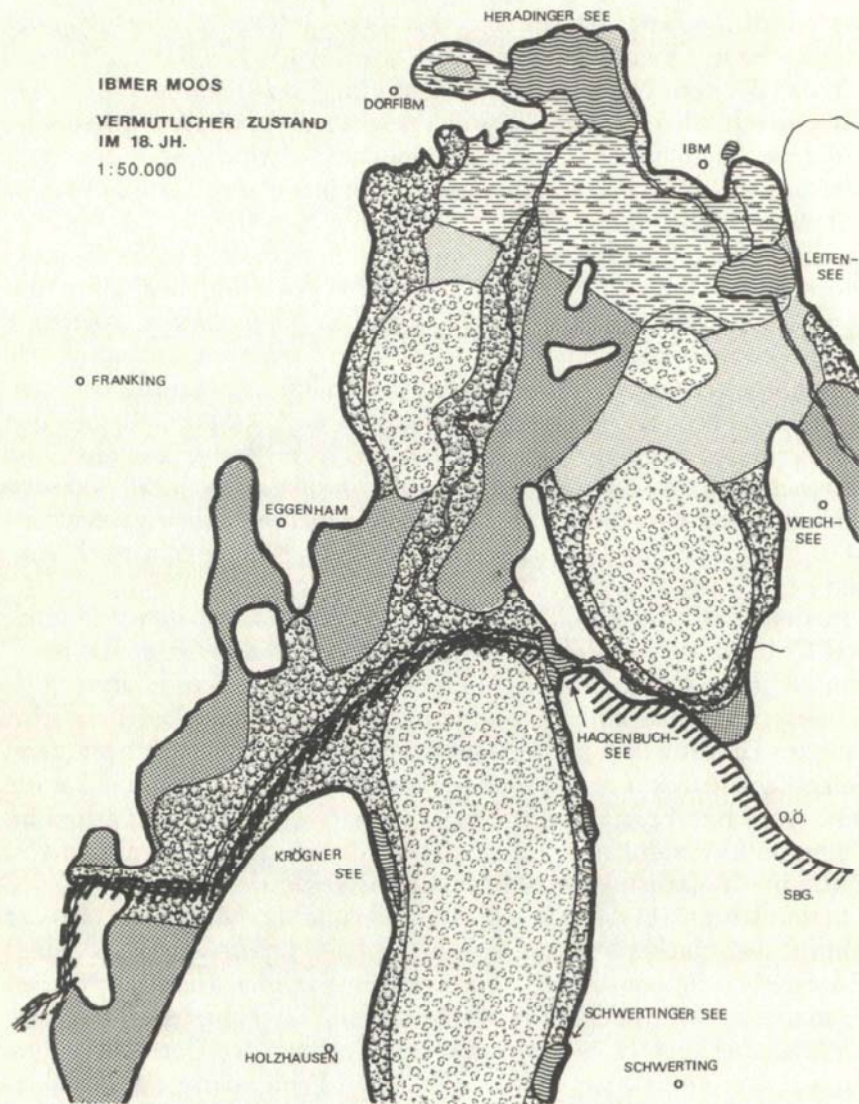 HERADINGER SEE
IBMER MOOS
DORFIBM
VERMUTLICHER ZUSTAND
IM 18. JH.
1:50.000
IBM
LEITEN-
SEE
FRANKING
EGGENHAM
WEICH-
SEE
HACKENBUCH-
SEE
O.Ö.
KRÖGNER
SEE
SBG.
SCHWERTINGER SEE
HOLZHAUSEN
SCHWERTING